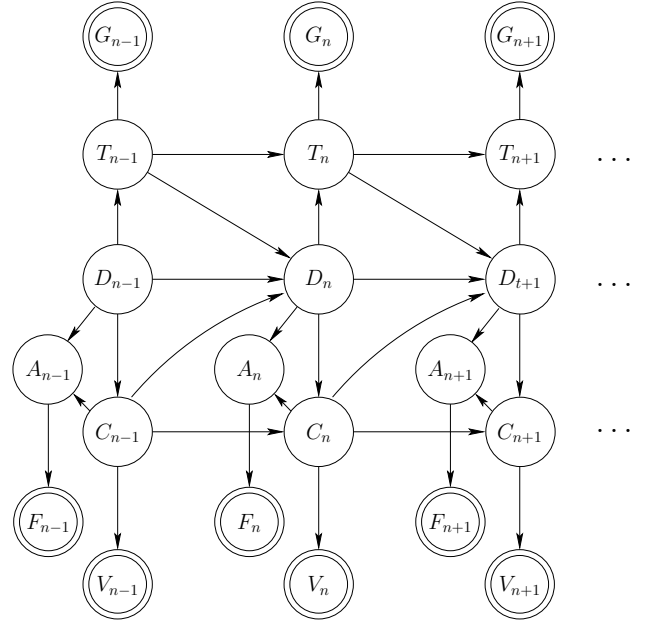 G_{n-1} G_n G_{n+1}
T_{n-1} T_n T_{n+1} ...
D_{n-1} D_n D_{t+1} ...
A_{n-1} A_n A_{n+1}
C_{n-1} C_n C_{n+1} ...
F_{n-1} F_n F_{n+1}
V_{n-1} V_n V_{n+1}